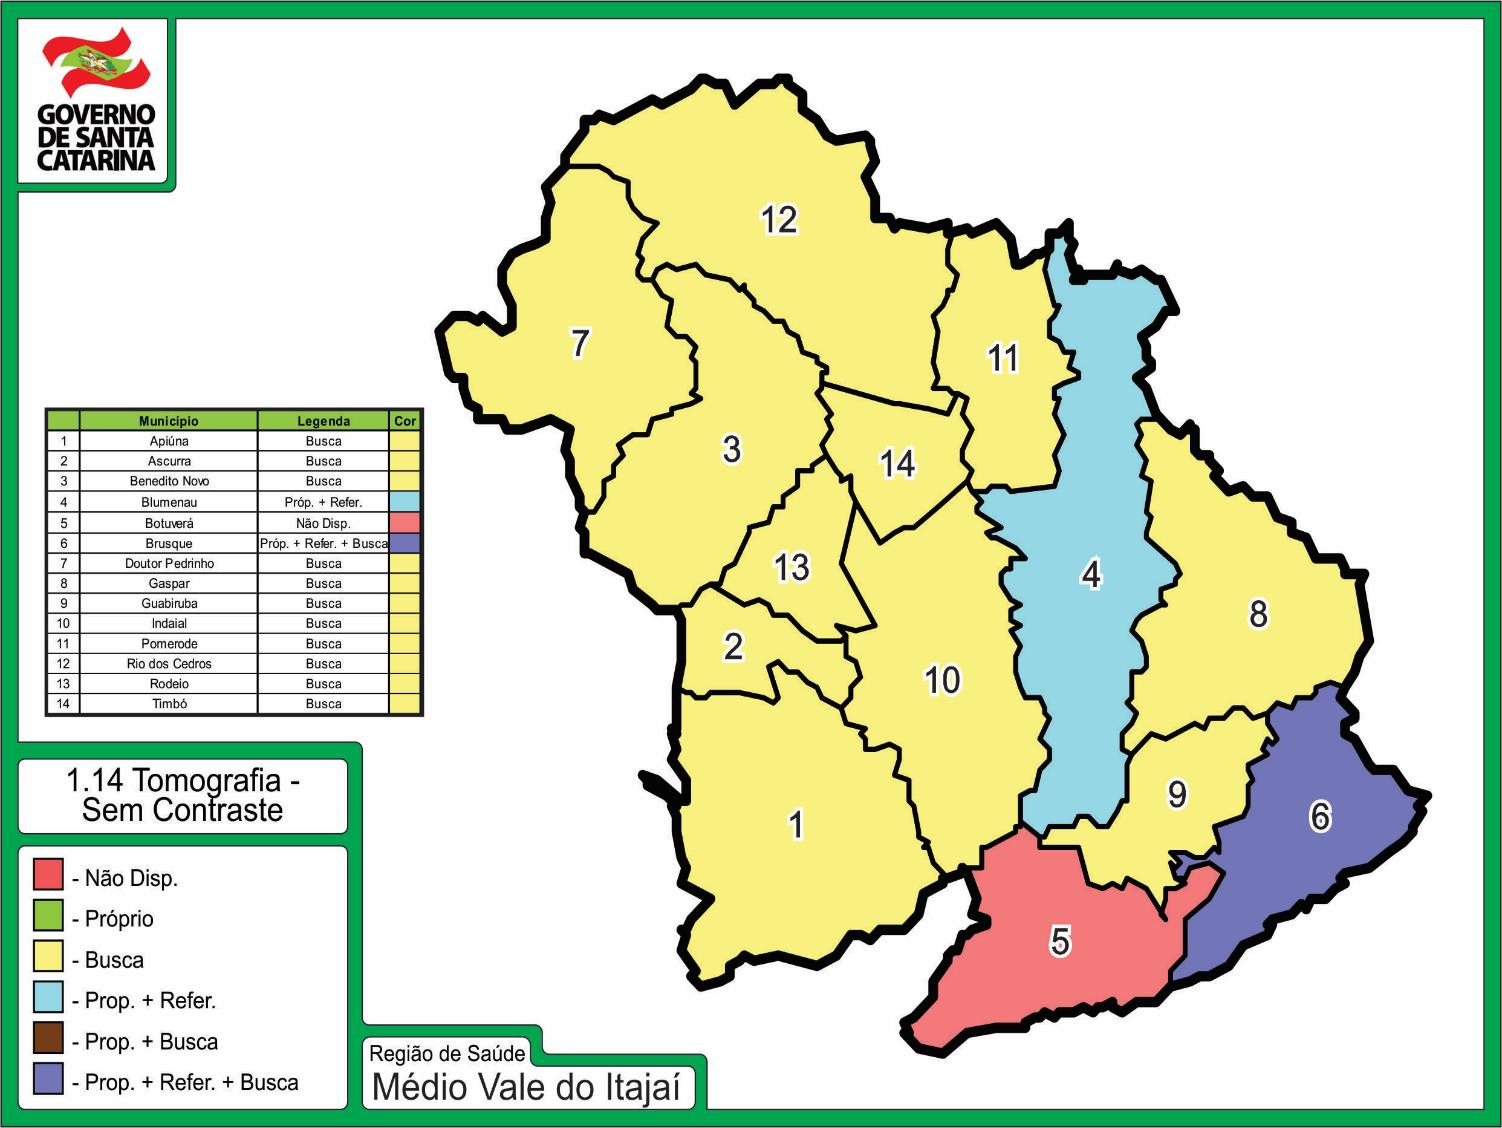 GOVERNO
DE SANTA
CATARINA
12
11
7
3
14
13
4
8
2
10
9
6
1
5
Município Legenda Cor
1 Apiúna Busca
2 Ascurra Busca
3 Benedito Novo Busca
4 Blumenau Próp. + Refer.
5 Botuverá Não Disp.
6 Brusque Próp. + Refer. + Busca
7 Doutor Pedrinho Busca
8 Gaspar Busca
9 Guabiruba Busca
10 Indaial Busca
11 Pomerode Busca
12 Rio dos Cedros Busca
13 Rodeio Busca
14 Timbó Busca
1.14 Tomografia -
Sem Contraste
- Não Disp.
- Próprio
- Busca
- Prop. + Refer.
- Prop. + Busca
- Prop. + Refer. + Busca
Região de Saúde
Médio Vale do Itajaí